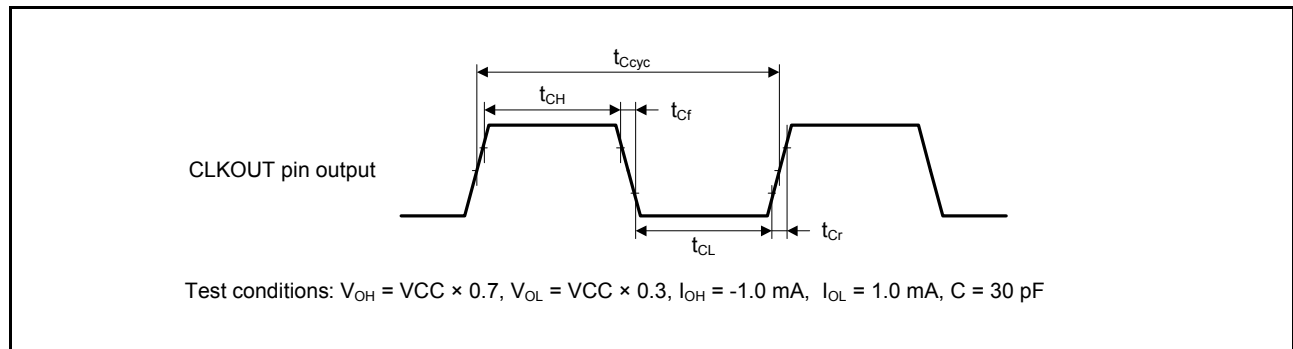 tCcyc
tCH
tCf
CLKOUT pin output
tCL
tCr
Test conditions: VOH = VCC × 0.7, VOL = VCC × 0.3, IOH = -1.0 mA, IOL = 1.0 mA, C = 30 pF